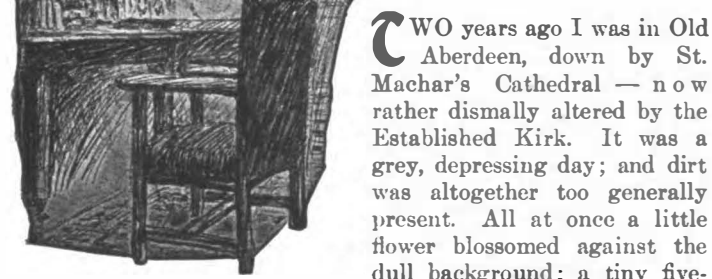 TWO years ago I was in Old
Aberdeen, down by St.
Machar's Cathedral — now
rather dismally altered by the
Established Kirk. It was a
grey, depressing day; and dirt
was altogether too generally
present. All at once a little
flower blossomed against the
dull background; a tiny five-